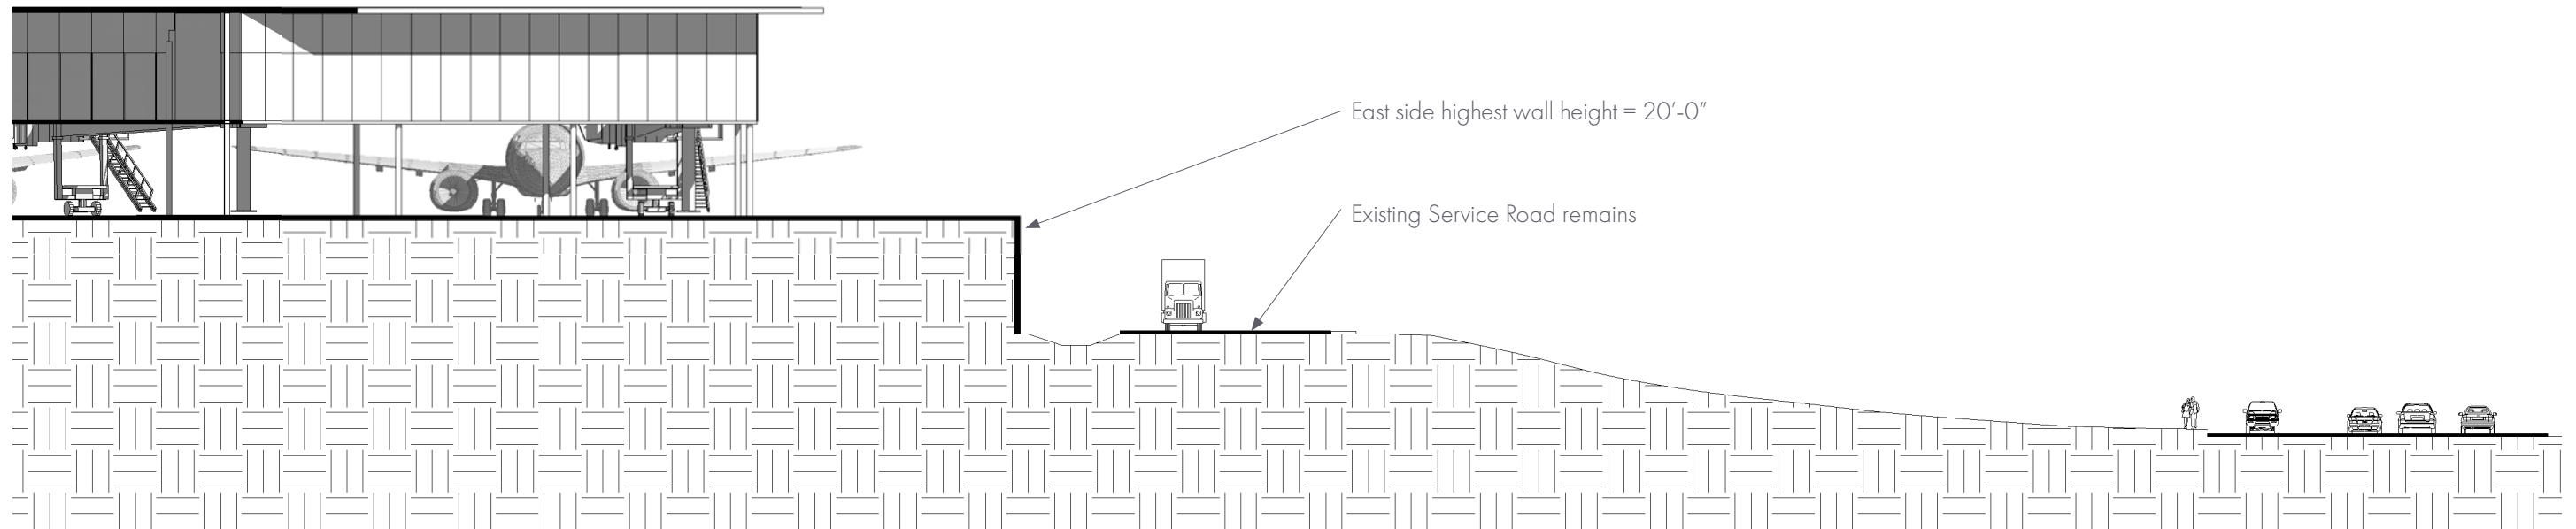 East side highest wall height = 20’-0”
Existing Service Road remains